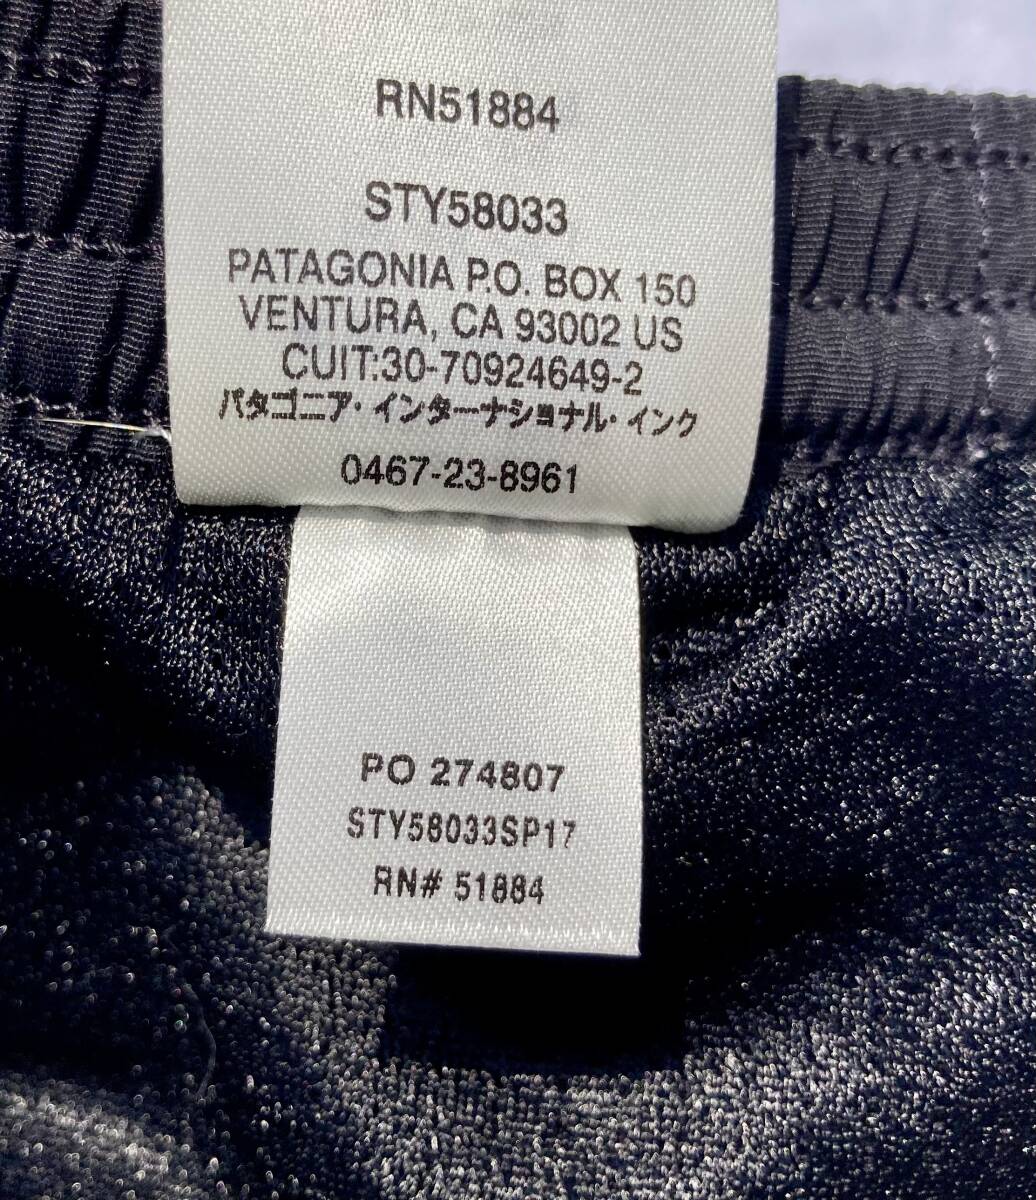 RN51884
STY58033
PATAGONIA P.O. BOX 150
VENTURA, CA 93002 US
CUIT:30-70924649-2
パタゴニア・インターナショナル・インク
0467-23-8961
PO 274807
STY58033SP17
RN# 51884